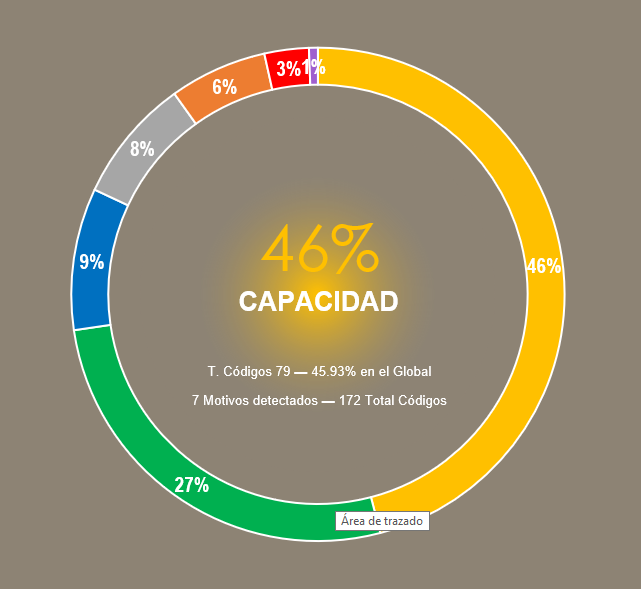 3%
1%
6%
8%
9%
46%
46%
CAPACIDAD
T. Códigos 79 — 45.93% en el Global
7 Motivos detectados — 172 Total Códigos
27%
Área de trazado